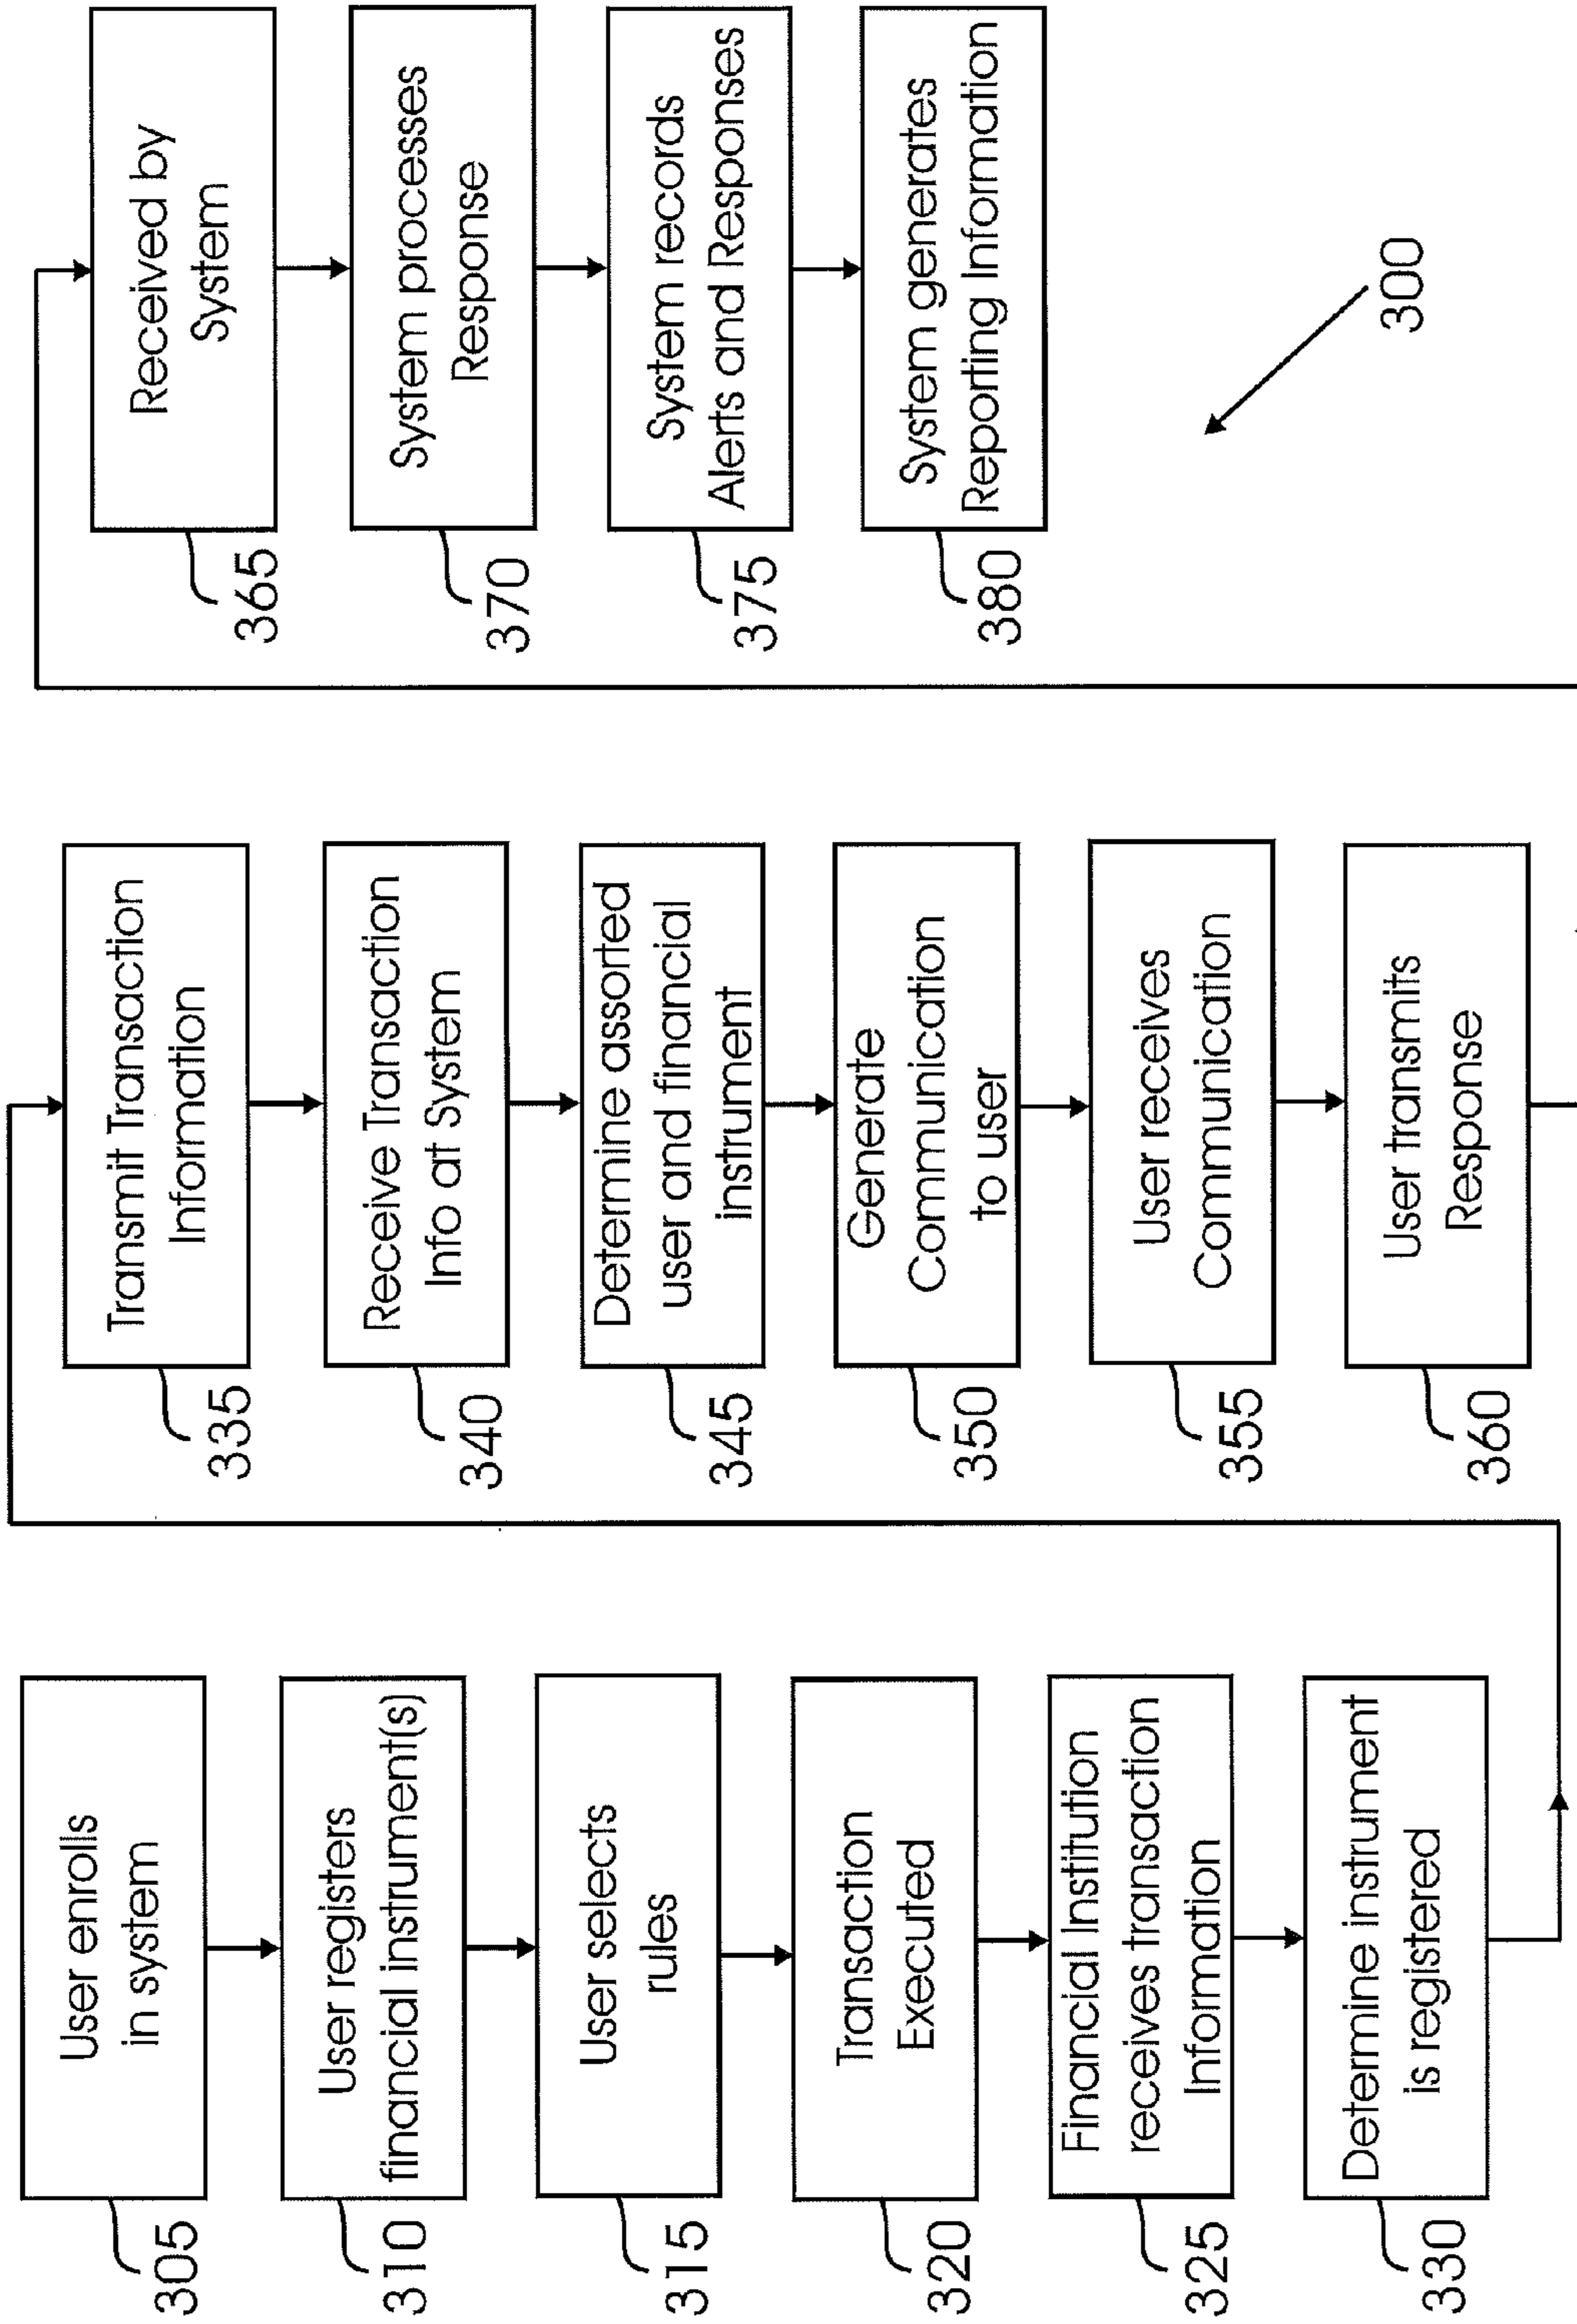 User enrolls
in system
305
User registers
financial instrument(s)
310
User selects
rules
315
Transaction
Executed
320
Financial Institution
receives transaction
Information
325
Determine instrument
is registered
330
Transmit Transaction
Information
335
Receive Transaction
Info at System
340
Determine assorted
user and financial
instrument
345
Generate
Communication
to user
350
User receives
Communication
355
User transmits
Response
360
Received by
System
365
System processes
Response
370
System records
Alerts and Responses
375
System generates
Reporting Information
380
300